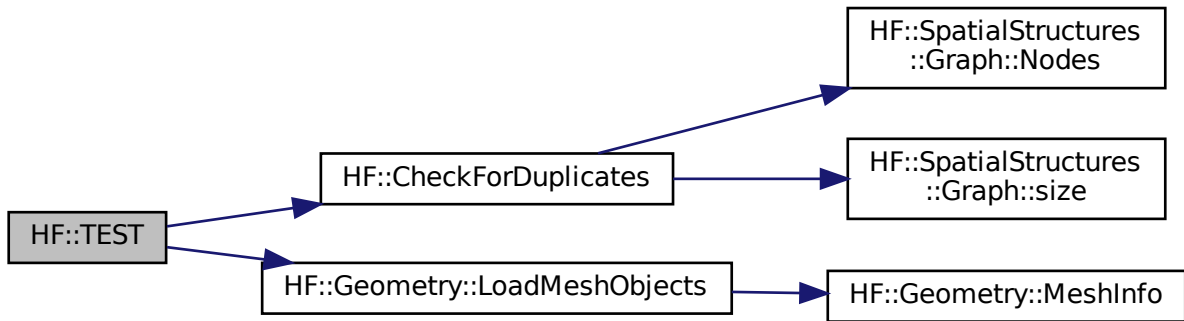 HF::TEST
HF::CheckForDuplicates
HF::SpatialStructures
::Graph::Nodes
HF::SpatialStructures
::Graph::size
HF::Geometry::LoadMeshObjects
HF::Geometry::MeshInfo